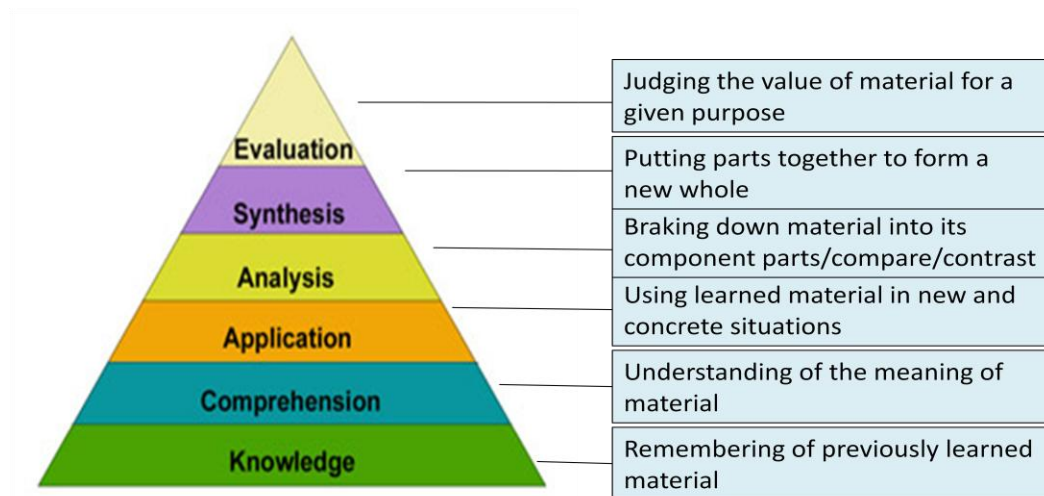 Evaluation
Judging the value of material for a
given purpose
Synthesis
Putting parts together to form a
new whole
Analysis
Braking down material into its
component parts/compare/contrast
Application
Using learned material in new and
concrete situations
Comprehension
Understanding of the meaning of
material
Knowledge
Remembering of previously learned
material